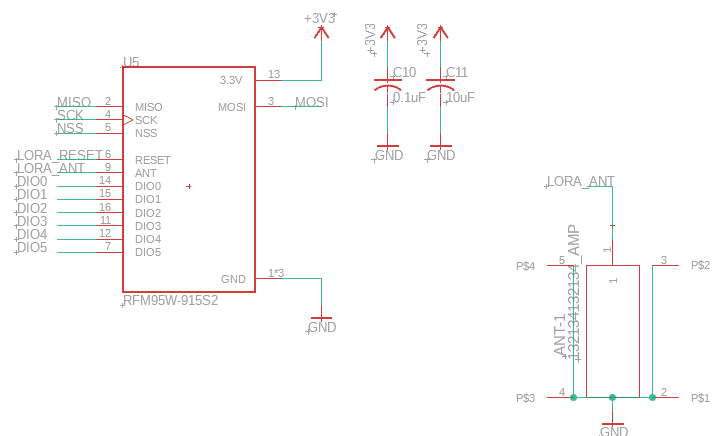 +3V3
+3V3
+3V3
U5
C10
C11
0.1uF
10uF
GND
GND
3.3V
13
MISO
2
MISO
MOSI
3
MOSI
SCK
4
SCK
NSS
5
NSS
LORA_RESET
6
RESET
LORA_ANT
9
ANT
DIO0
14
DIO0
DIO1
15
DIO1
DIO2
16
DIO2
DIO3
11
DIO3
DIO4
12
DIO4
DIO5
7
DIO5
GND
1*3
RFM95W-915S2
GND
LORA_ANT
1
1
P$4
5
3
P$2
ANT-1
132134132134_AMP
P$3
4
2
P$1
GND